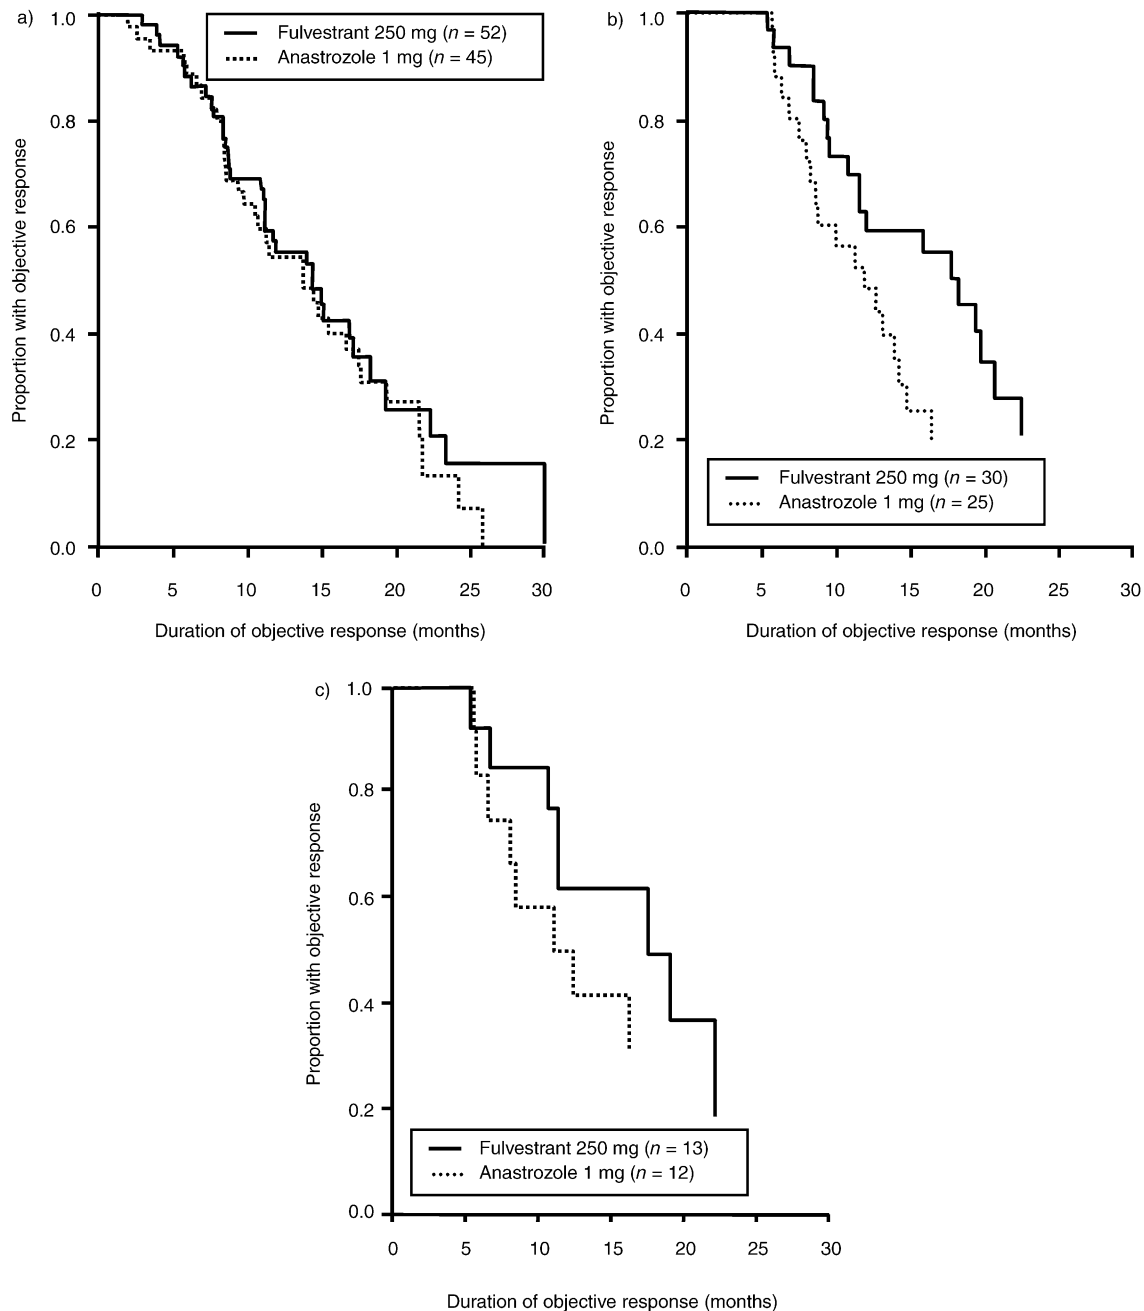 a)
Proportion with objective response
1.0
0.8
0.6
0.4
0.2
0.0
Fulvestrant 250 mg (n = 52)
Anastrozole 1 mg (n = 45)
0 5 10 15 20 25 30
Duration of objective response (months)
b)
Proportion with objective response
1.0
0.8
0.6
0.4
0.2
0.0
Fulvestrant 250 mg (n = 30)
Anastrozole 1 mg (n = 25)
0 5 10 15 20 25 30
Duration of objective response (months)
c)
Proportion with objective response
1.0
0.8
0.6
0.4
0.2
0.0
Fulvestrant 250 mg (n = 13)
Anastrozole 1 mg (n = 12)
0 5 10 15 20 25 30
Duration of objective response (months)